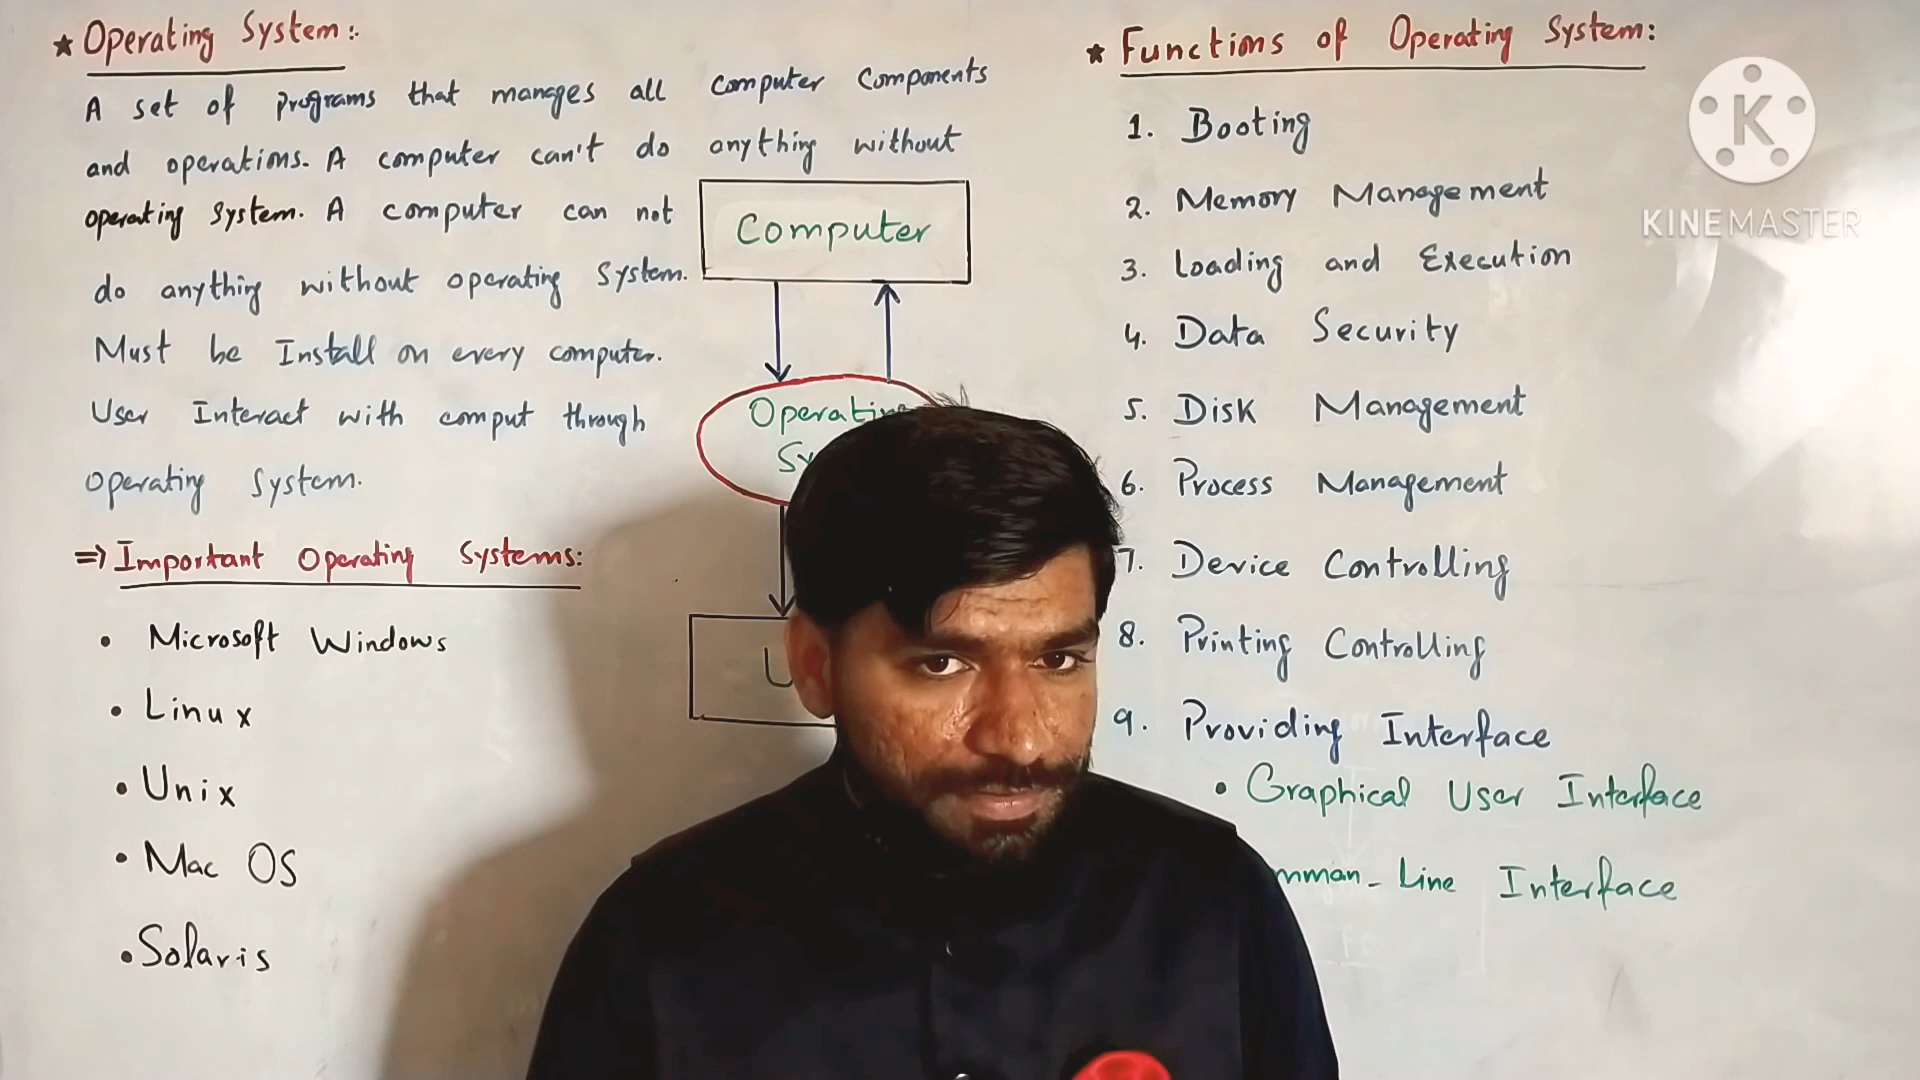 ★ Operating System:
A set of programs that manages all computer components
and operations. A computer can't do anything without
operating system. A computer can not
do anything without operating system.
Must be Install on every computer.
User Interact with comput through
operating system.
⇒ Important Operating Systems:
• Microsoft Windows
• Linux
• Unix
• Mac OS
• Solaris
Computer
Operating
★ Functions of Operating System:
1. Booting
2. Memory Management
3. Loading and Execution
4. Data Security
5. Disk Management
6. Process Management
7. Device Controlling
8. Printing Controlling
9. Providing Interface
• Graphical User Interface
mman-Line Interface
K
KINEMASTER